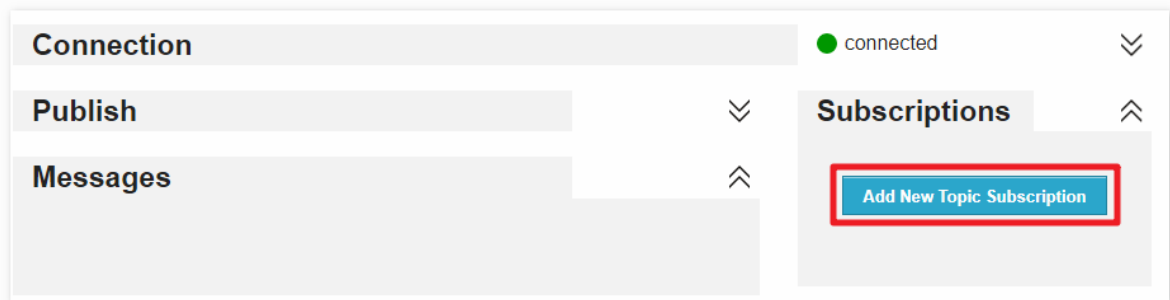 Connection
connected
Publish
Subscriptions
Messages
Add New Topic Subscription